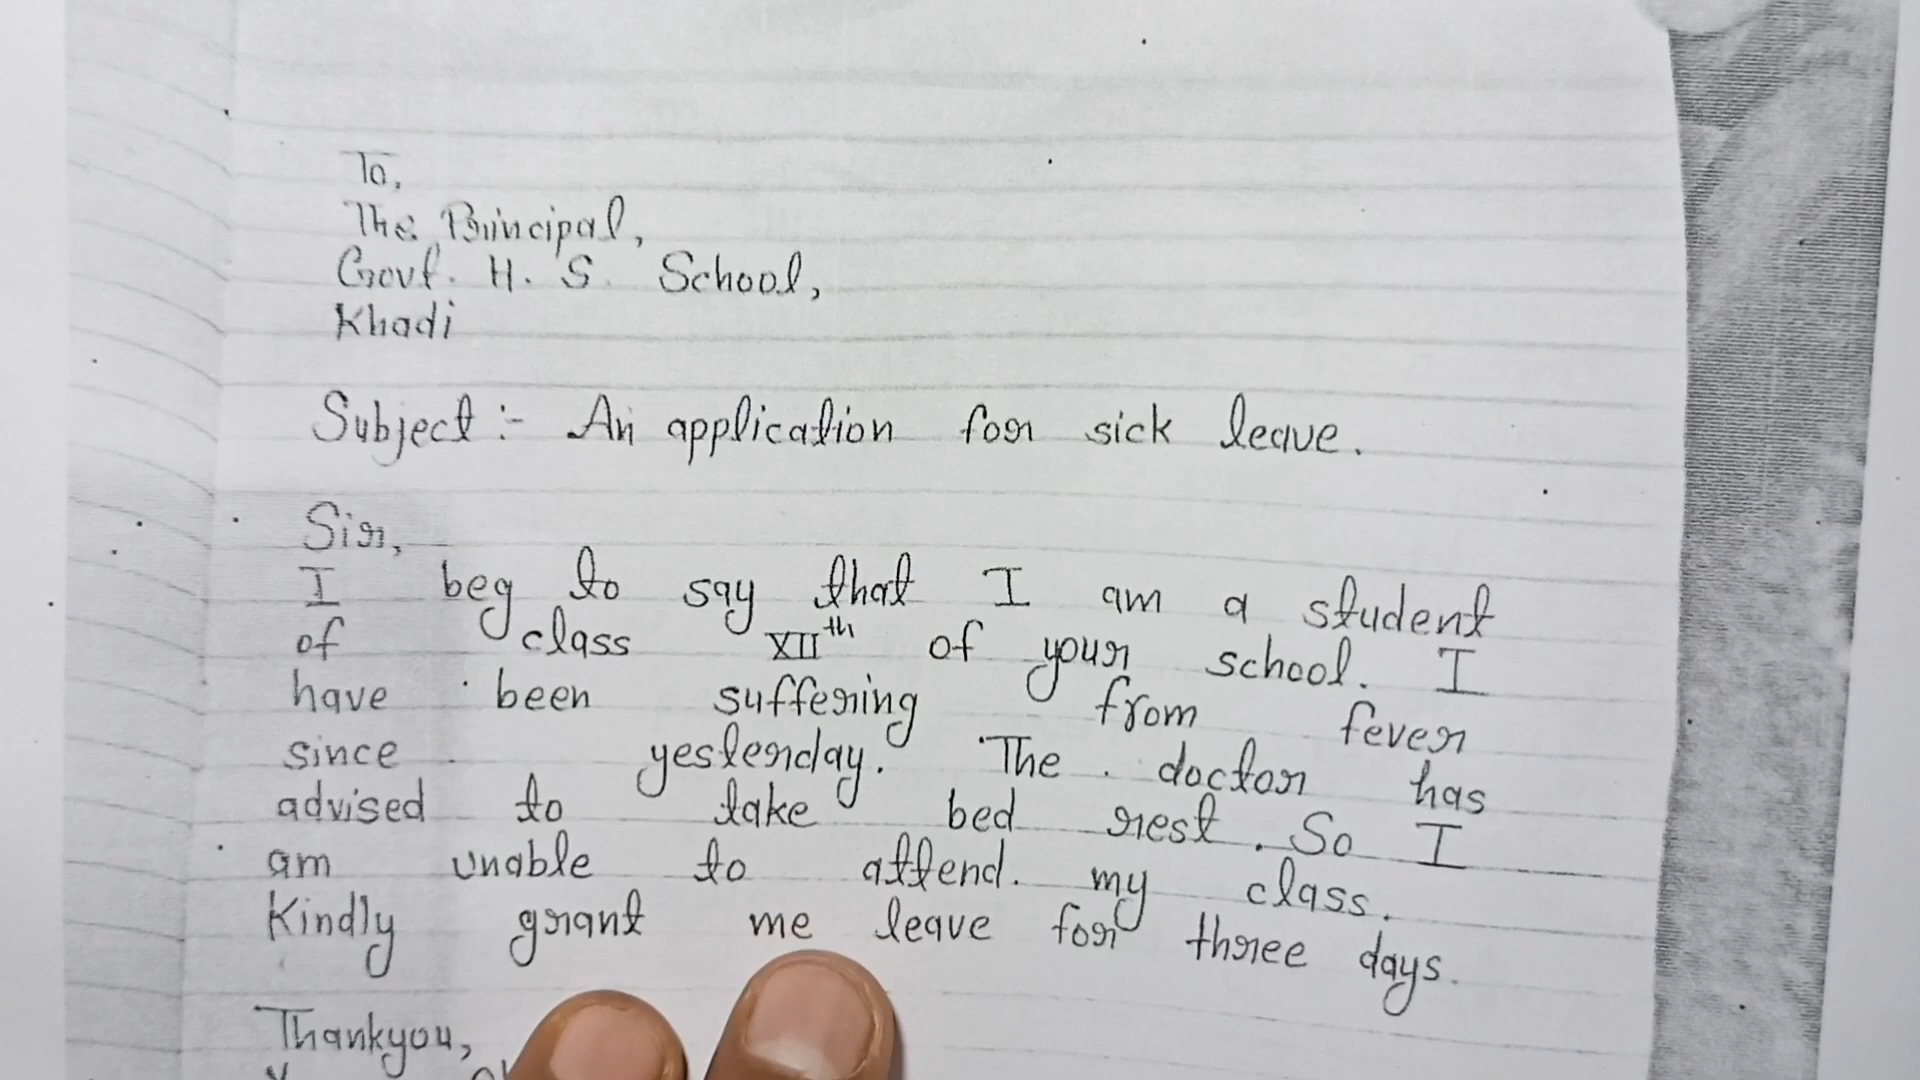 To,
The Principal,
Govt. H. S. School,
Khadi
Subject :- An application for sick leave.
Sir,
I beg to say that I am a student
of class XIIth of your school. I
have been suffering from fever
since yesterday. The doctor has
advised to take bed rest. So I
am unable to attend. my class.
Kindly grant me leave for three days.
Thankyou,